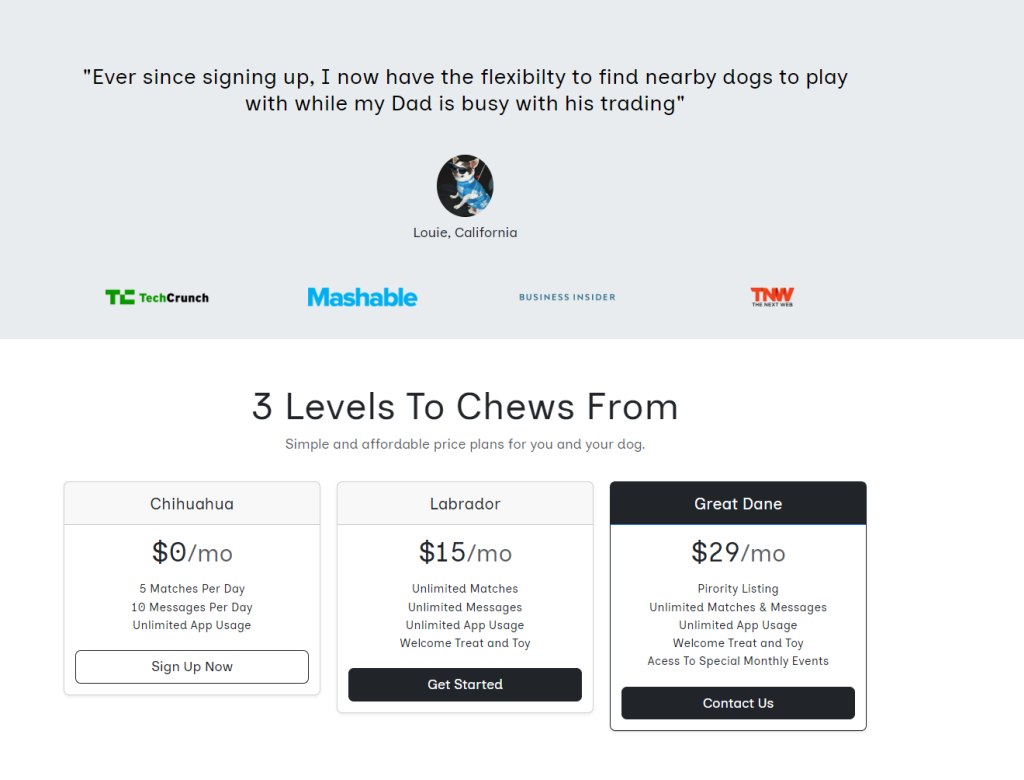 "Ever since signing up, I now have the flexibilty to find nearby dogs to play
with while my Dad is busy with his trading"
Louie, California
TC TechCrunch
Mashable
BUSINESS INSIDER
TNW
THE NEXT WEB
3 Levels To Chews From
Simple and affordable price plans for you and your dog.
Chihuahua
$0/mo
5 Matches Per Day
10 Messages Per Day
Unlimited App Usage
Sign Up Now
Labrador
$15/mo
Unlimited Matches
Unlimited Messages
Unlimited App Usage
Welcome Treat and Toy
Get Started
Great Dane
$29/mo
Pirority Listing
Unlimited Matches & Messages
Unlimited App Usage
Welcome Treat and Toy
Acess To Special Monthly Events
Contact Us